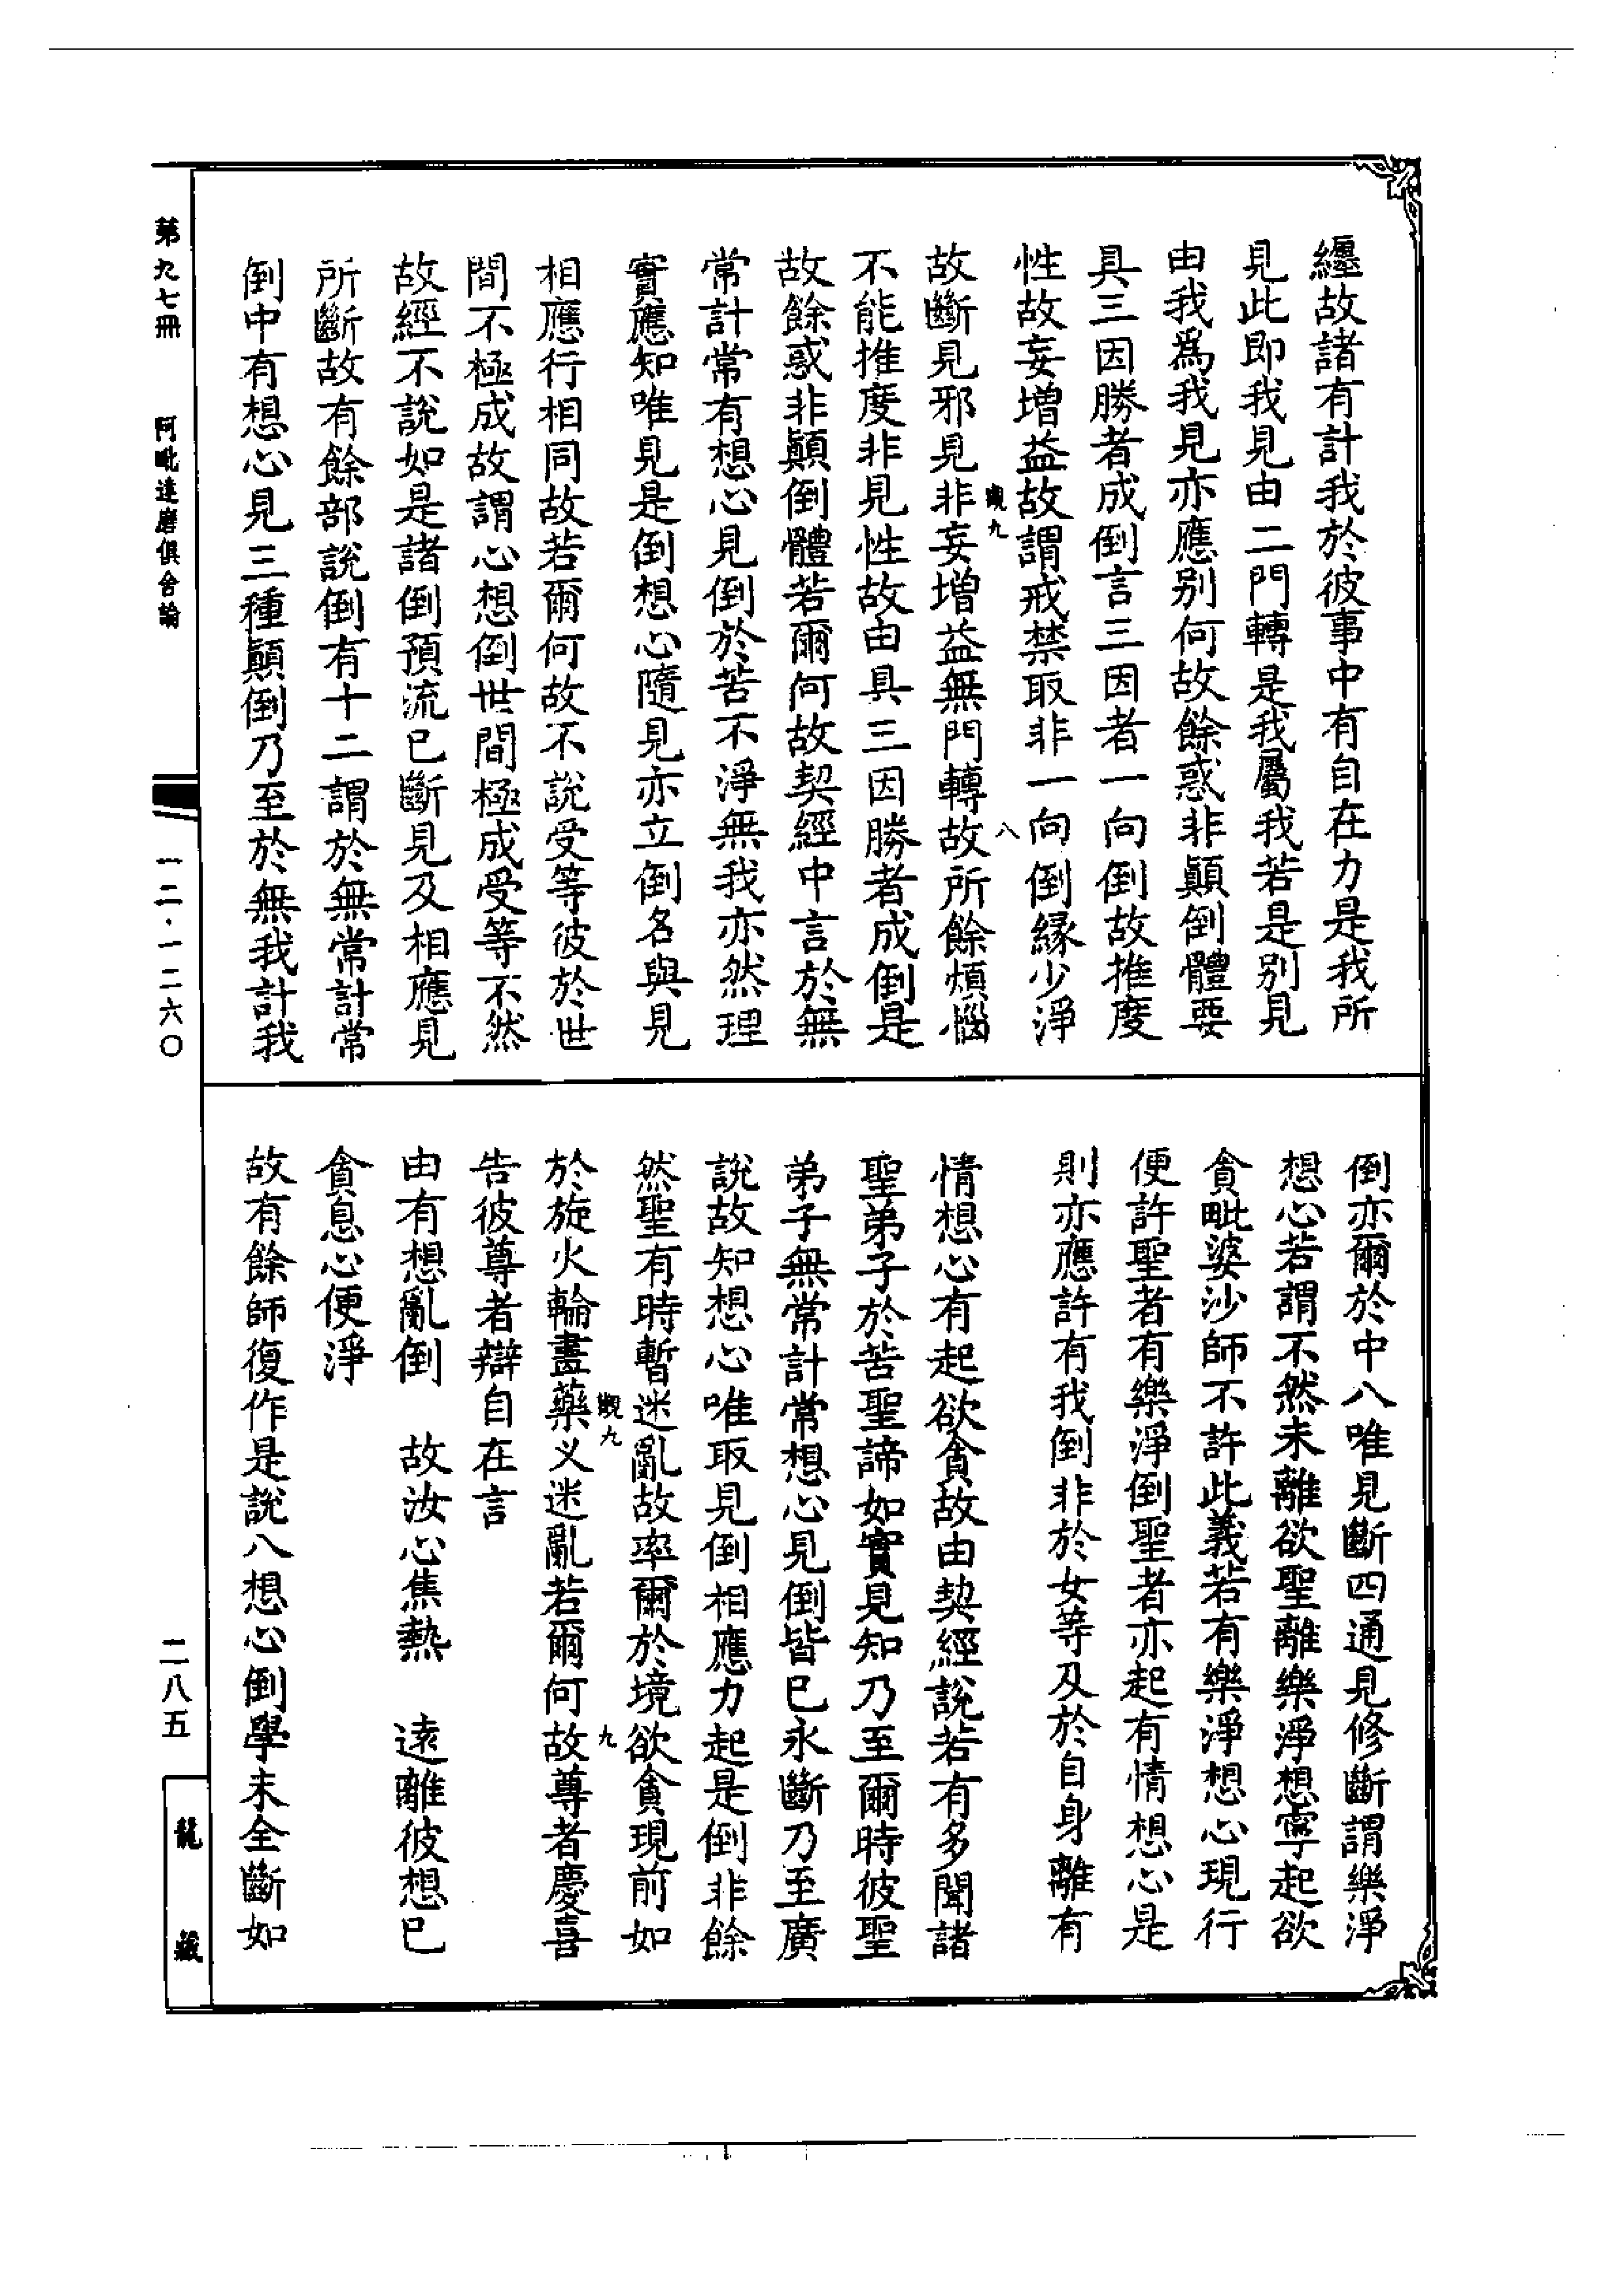 纏故諸有計我於彼事中有自在力是我所
見此即我見由二門轉是我屬我若是別見
由我爲我見亦應別何故餘惑非顚倒體要
具三因勝者成倒言三因者一向倒故推度
性故妄增益故謂戒禁取非一向倒緣少淨
觀九
八
故斷見邪見非妄增益無門轉故所餘煩惱
不能推度非見性故由具三因勝者成倒是
故餘惑非顚倒體若爾何故契經中言於無
常計常有想心見倒於苦不淨無我亦然理
實應知唯見是倒想心隨見亦立倒名與見
相應行相同故若爾何故不說受等彼於世
間不極成故謂心想倒世間極成受等不然
故經不說如是諸倒預流已斷見及相應見
所斷故有餘部說倒有十二謂於無常計常
倒中有想心見三種顚倒乃至於無我計我
倒亦爾於中八唯見斷四通見修斷謂樂淨
想心若謂不然未離欲聖離樂淨想寧起欲
貪毗婆沙師不許此義若有樂淨想心現行
便許聖者有樂淨倒聖者亦起有情想心是
則亦應許有我倒非於女等及於自身離有
情想心有起欲貪故由契經說若有多聞諸
聖弟子於苦聖諦如實見知乃至爾時彼聖
弟子無常計常想心見倒皆已永斷乃至廣
說故知想心唯取見倒相應力起是倒非餘
然聖有時暫迷亂故率爾於境欲貪現前如
觀九
九
於旋火輪畫藥义迷亂若爾何故尊者慶喜
告彼尊者辯自在言
由有想亂倒　故汝心焦熱　遠離彼想已
貪息心便淨
故有餘師復作是說八想心倒學未全斷如
第九七冊　阿毗達磨俱舍論
一二·一二六〇
二八五
龍藏